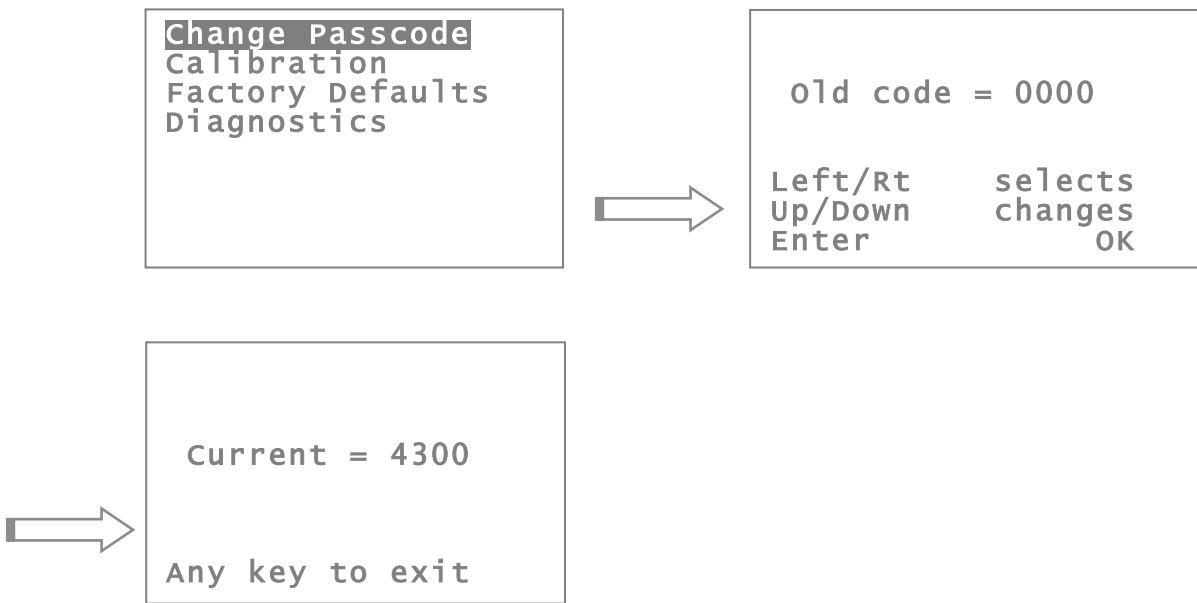 Change Passcode
Calibration
Factory Defaults
Diagnostics
Old code = 0000
Left/Rt selects
Up/Down changes
Enter OK
Current = 4300
Any key to exit